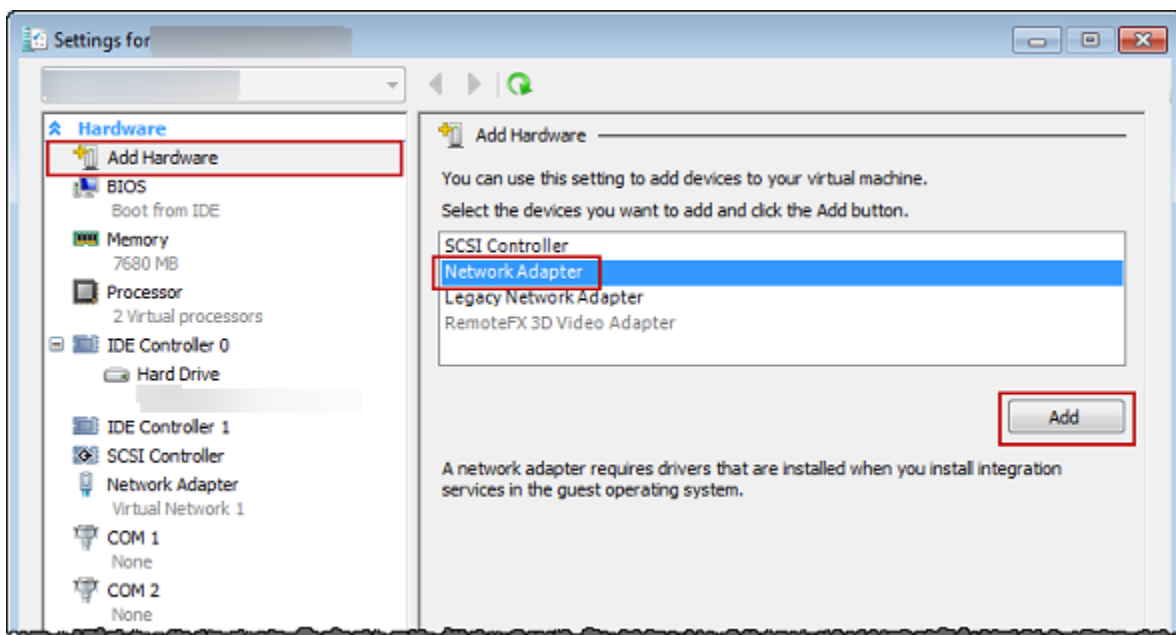 Settings for
Hardware
Add Hardware
BIOS
Boot from IDE
Memory
7680 MB
Processor
2 Virtual processors
IDE Controller 0
Hard Drive
IDE Controller 1
SCSI Controller
Network Adapter
Virtual Network 1
COM 1
None
COM 2
None
Add Hardware
You can use this setting to add devices to your virtual machine.
Select the devices you want to add and click the Add button.
SCSI Controller
Network Adapter
Legacy Network Adapter
RemoteFX 3D Video Adapter
Add
A network adapter requires drivers that are installed when you install integration
services in the guest operating system.